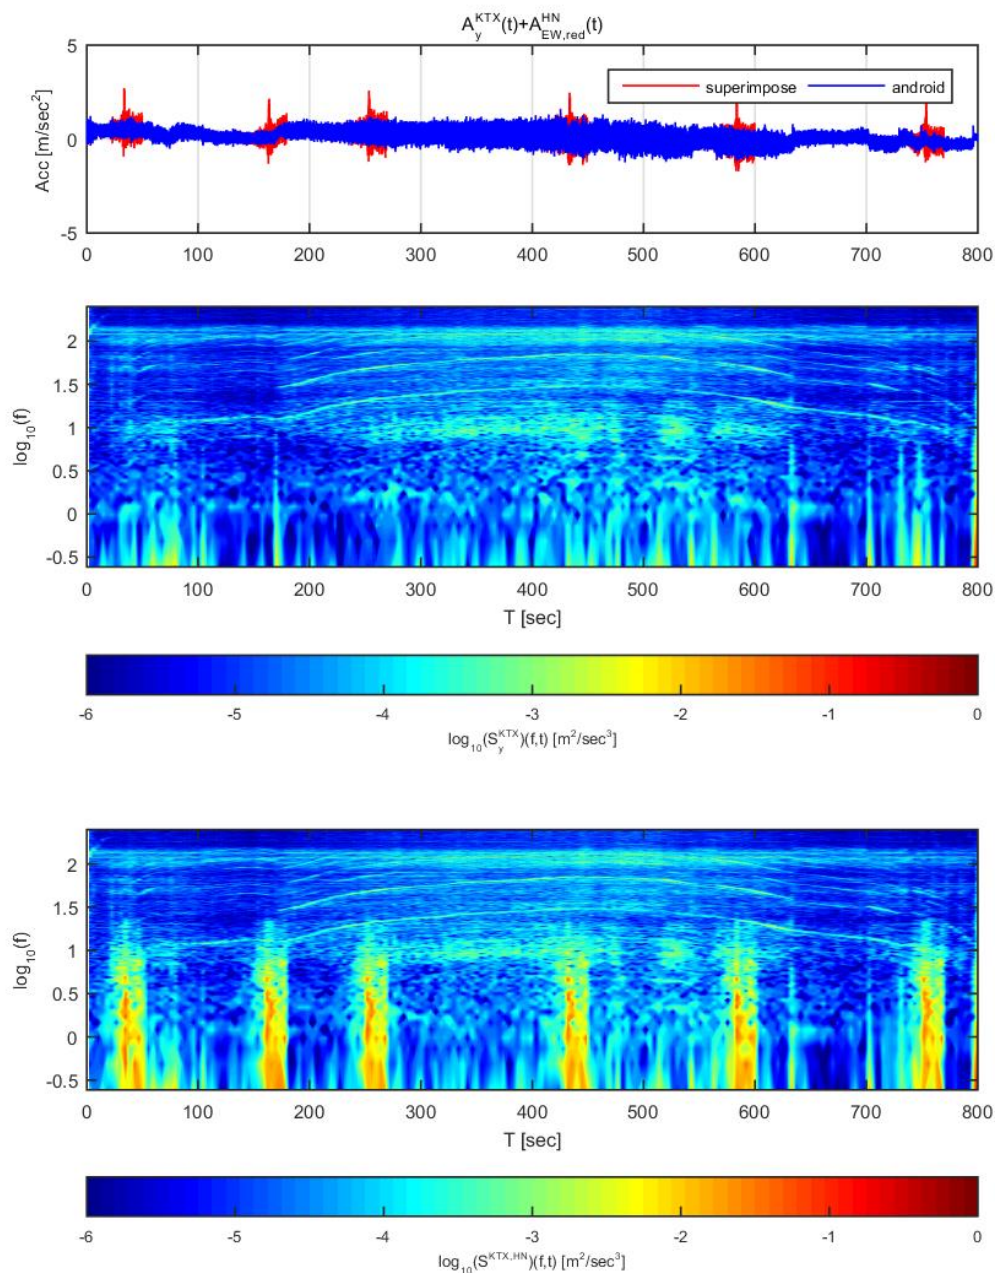 A_y^KTX(t)+A_EW,red^HN(t)
5
superimpose android
0
Acc [m/sec²]
-5
0 100 200 300 400 500 600 700 800
2
1.5
1
log₁₀(f)
0.5
0
-0.5
0 100 200 300 400 500 600 700 800
T [sec]
-6 -5 -4 -3 -2 -1 0
log₁₀(S_y^KTX)(f,t) [m²/sec³]
2
1.5
1
log₁₀(f)
0.5
0
-0.5
0 100 200 300 400 500 600 700 800
T [sec]
-6 -5 -4 -3 -2 -1 0
log₁₀(S^KTX,HN)(f,t) [m²/sec³]